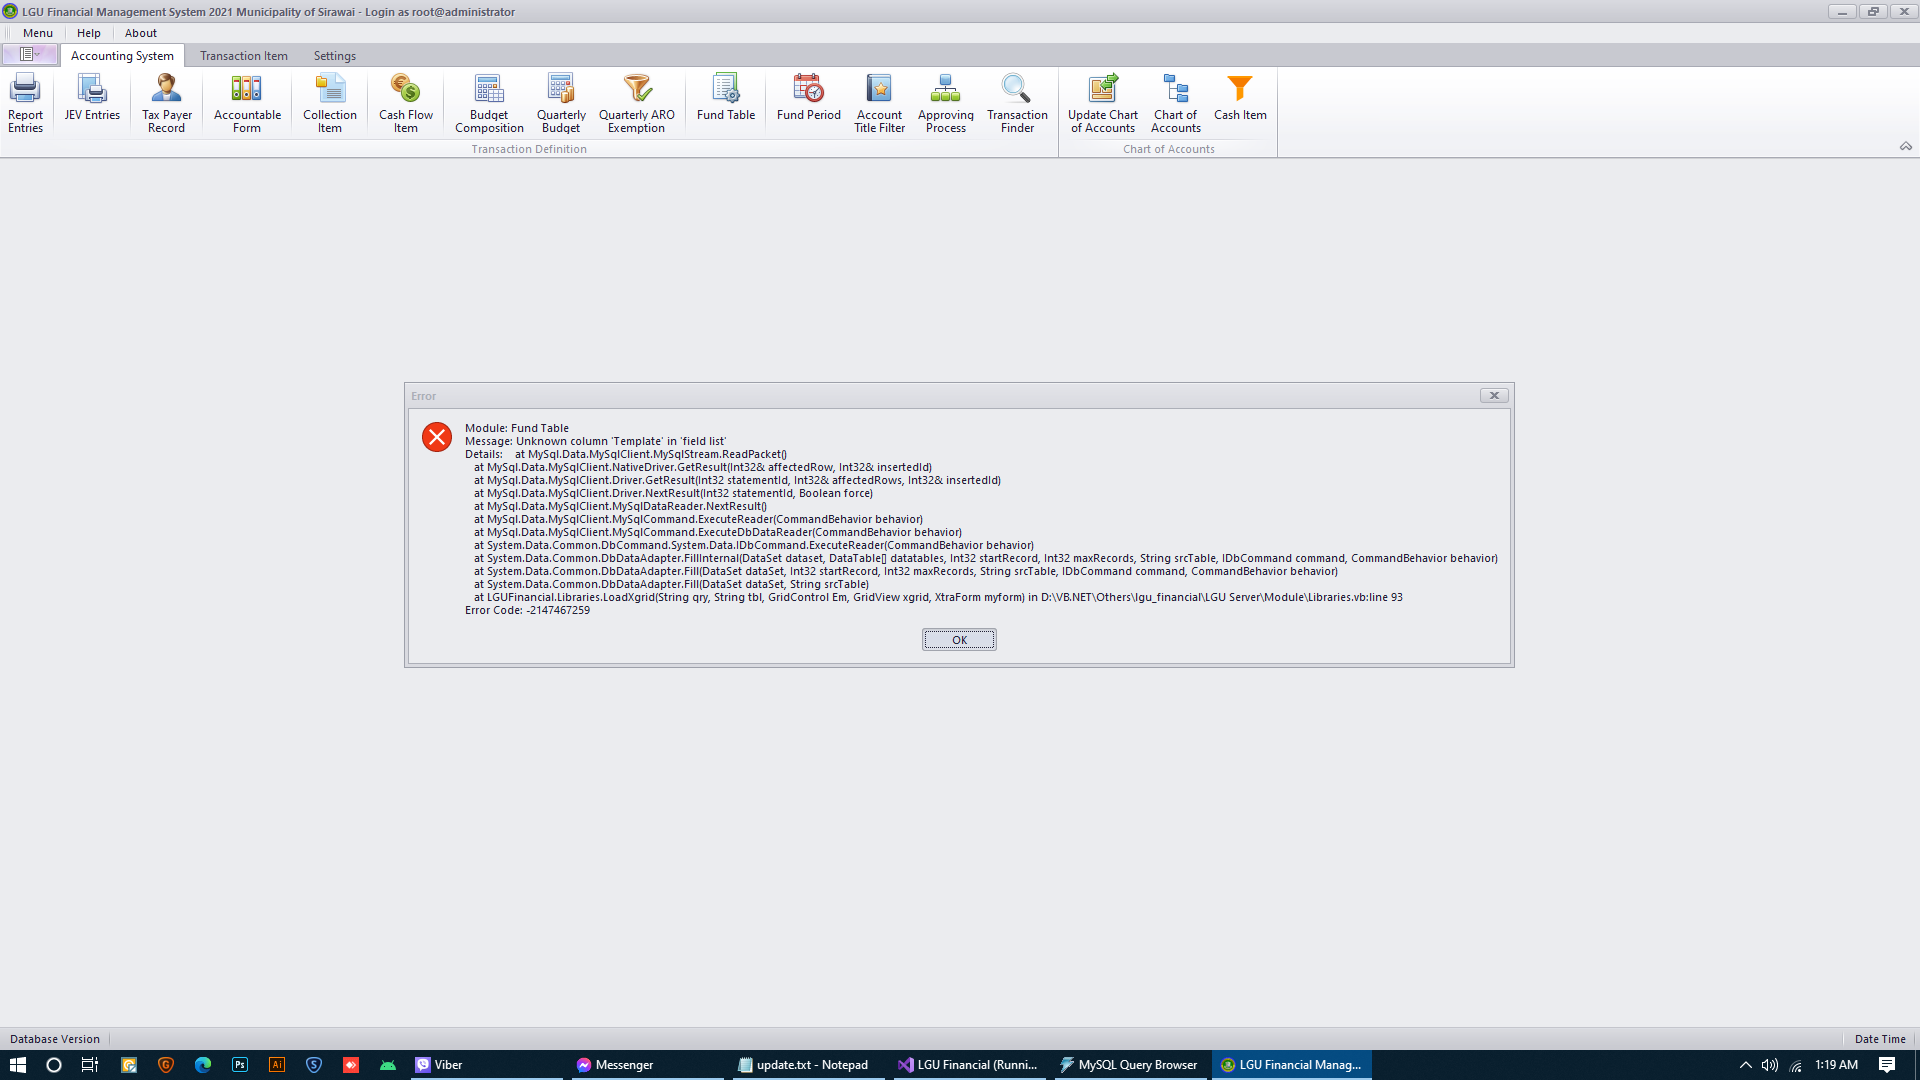 LGU Financial Management System 2021 Municipality of Sirawai - Login as root@administrator
Menu Help About
Accounting System Transaction Item Settings
Report Entries
JEV Entries
Tax Payer Record
Accountable Form
Collection Item
Cash Flow Item
Budget Composition
Quarterly Budget
Quarterly ARO Exemption
Fund Table
Fund Period
Account Title Filter
Approving Process
Transaction Finder
Update Chart of Accounts
Chart of Accounts
Cash Item
Transaction Definition
Chart of Accounts
Error
Module: Fund Table
Message: Unknown column 'Template' in 'field list'
Details:    at MySql.Data.MySqlClient.MySqlStream.ReadPacket()
at MySql.Data.MySqlClient.NativeDriver.GetResult(Int32& affectedRow, Int32& insertedId)
at MySql.Data.MySqlClient.Driver.GetResult(Int32 statementId, Int32& affectedRows, Int32& insertedId)
at MySql.Data.MySqlClient.Driver.NextResult(Int32 statementId, Boolean force)
at MySql.Data.MySqlClient.MySqlDataReader.NextResult()
at MySql.Data.MySqlClient.MySqlCommand.ExecuteReader(CommandBehavior behavior)
at MySql.Data.MySqlClient.MySqlCommand.ExecuteDbDataReader(CommandBehavior behavior)
at System.Data.Common.DbCommand.System.Data.IDbCommand.ExecuteReader(CommandBehavior behavior)
at System.Data.Common.DbDataAdapter.FillInternal(DataSet dataset, DataTable[] datatables, Int32 startRecord, Int32 maxRecords, String srcTable, IDbCommand command, CommandBehavior behavior)
at System.Data.Common.DbDataAdapter.Fill(DataSet dataSet, Int32 startRecord, Int32 maxRecords, String srcTable, IDbCommand command, CommandBehavior behavior)
at System.Data.Common.DbDataAdapter.Fill(DataSet dataSet, String srcTable)
at LGUFinancial.Libraries.LoadXgrid(String qry, String tbl, GridControl Em, GridView xgrid, XtraForm myform) in D:\VB.NET\Others\lgu_financial\LGU Server\Module\Libraries.vb:line 93
Error Code: -2147467259
OK
Database Version
Date Time
Ps
Ai
Viber
Messenger
update.txt - Notepad
LGU Financial (Runni...
MySQL Query Browser
LGU Financial Manag...
1:19 AM